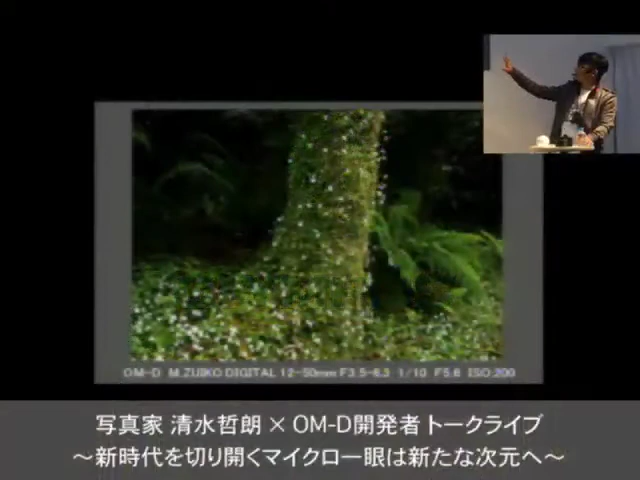 OM-D M.ZUIKO DIGITAL 12-50mm F3.5-6.3 1/10 F5.6 ISO 200
写真家 清水哲朗 × OM-D開発者 トークライブ
～新時代を切り開くマイクロ一眼は新たな次元へ～